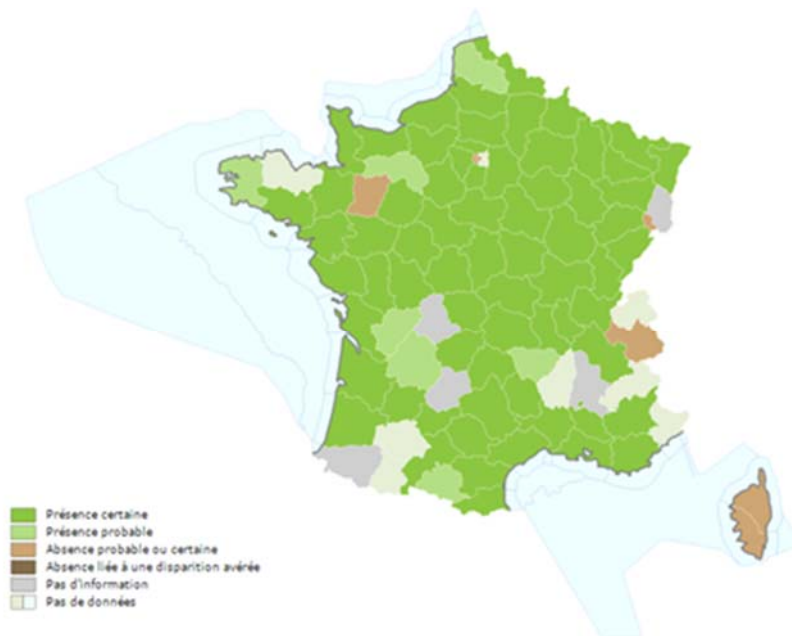 Présence certaine
Présence probable
Absence probable ou certaine
Absence liée à une disparition avérée
Pas d'information
Pas de données